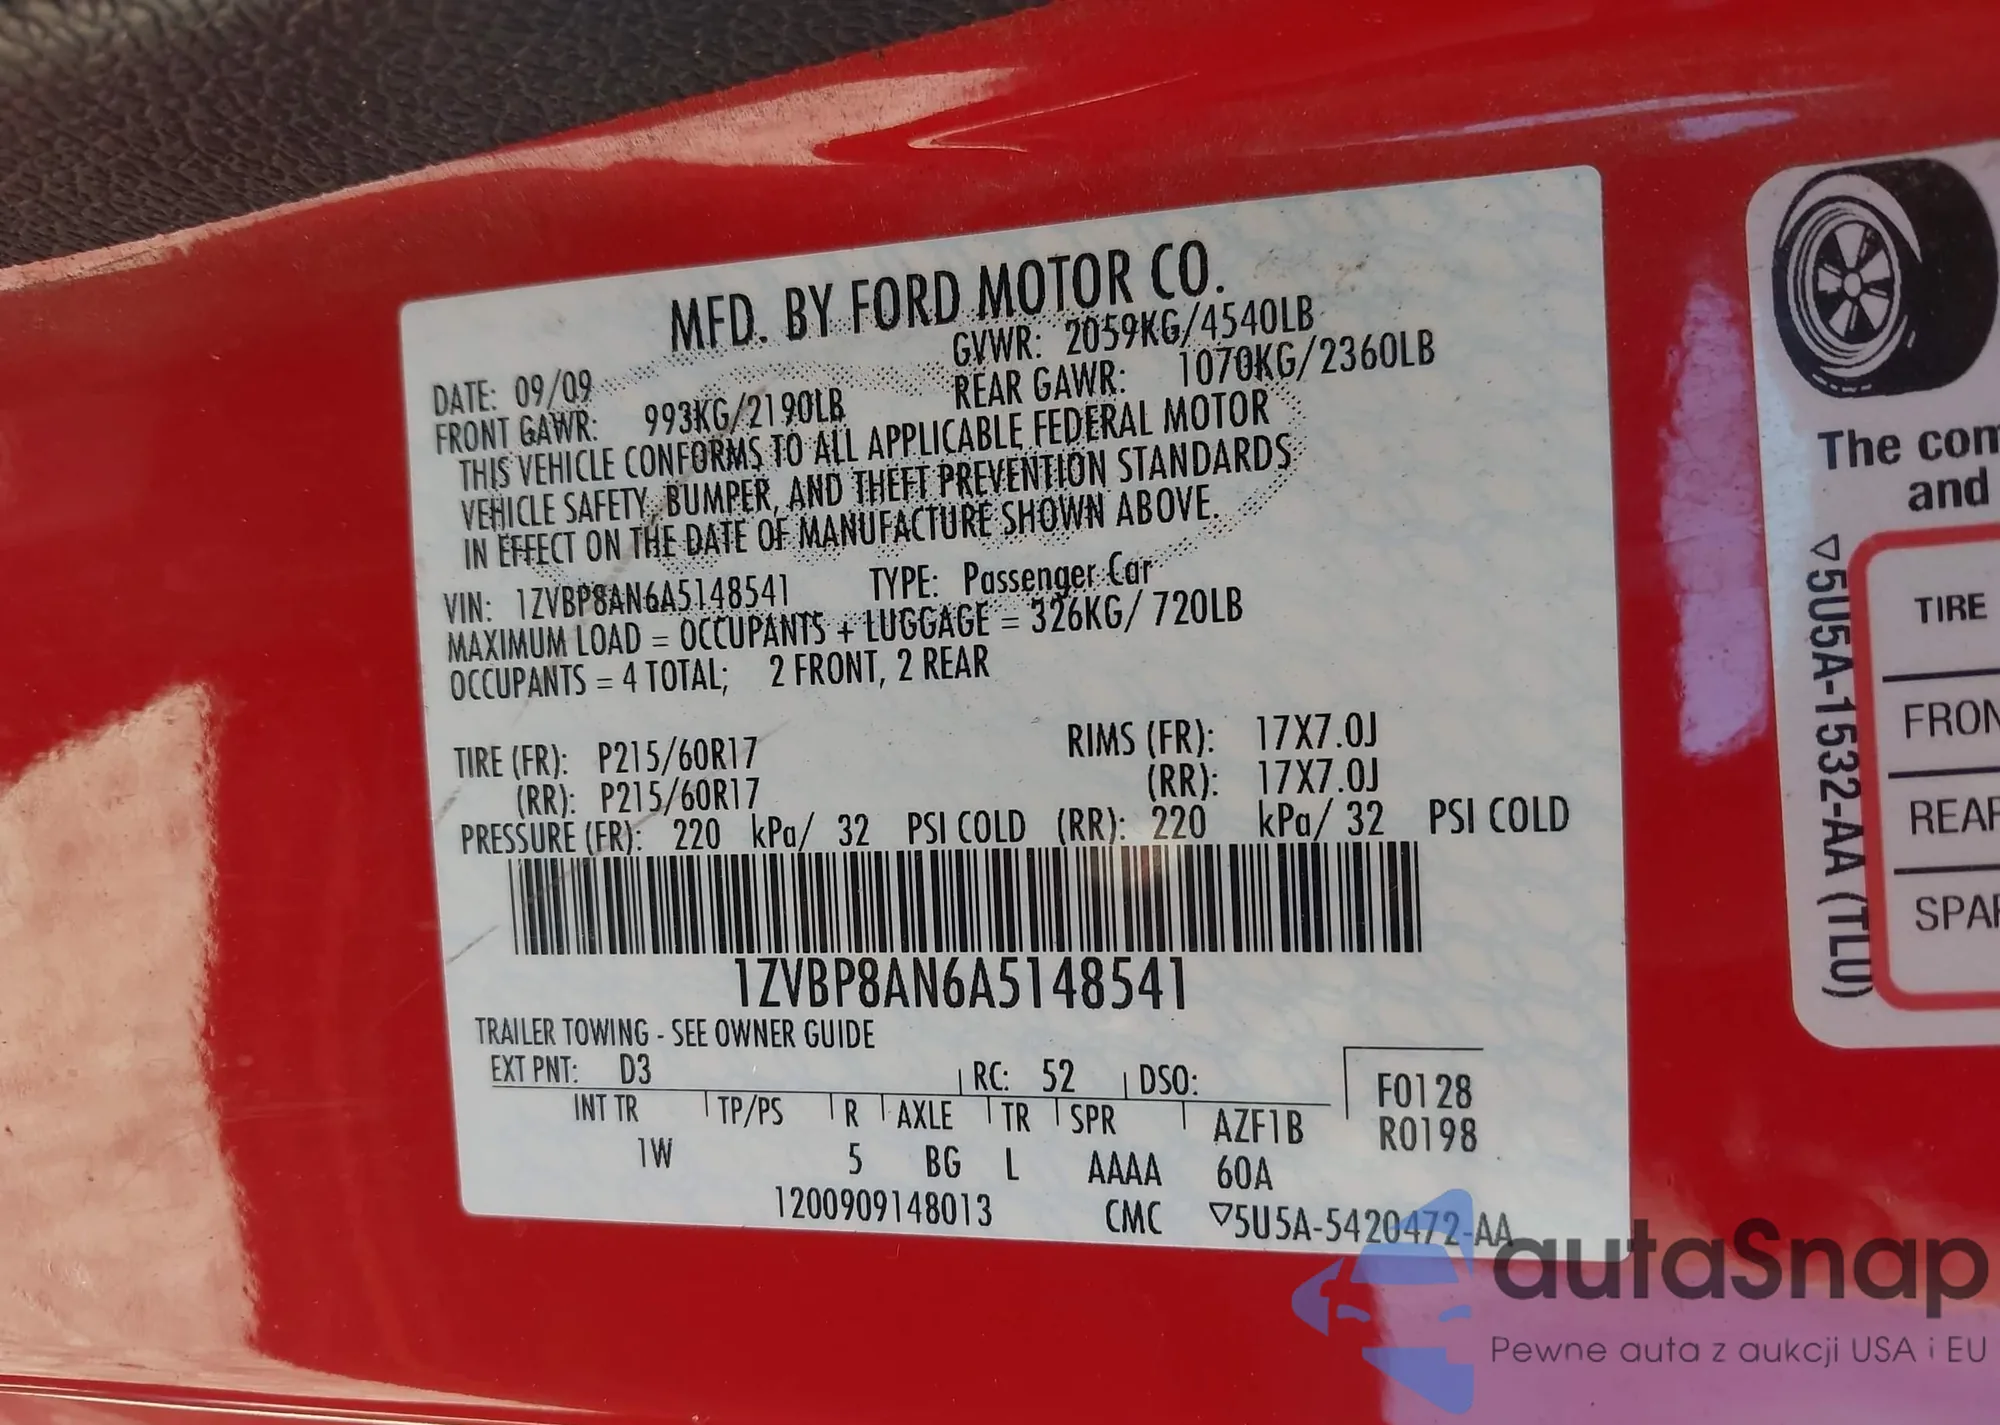 MFD. BY FORD MOTOR CO.
DATE: 09/09 GVWR: 2059KG/4540LB
FRONT GAWR: 993KG/2190LB REAR GAWR: 1070KG/2360LB
THIS VEHICLE CONFORMS TO ALL APPLICABLE FEDERAL MOTOR
VEHICLE SAFETY, BUMPER, AND THEFT PREVENTION STANDARDS
IN EFFECT ON THE DATE OF MANUFACTURE SHOWN ABOVE.
VIN: 1ZVBP8AN6A5148541 TYPE: Passenger Car
MAXIMUM LOAD = OCCUPANTS + LUGGAGE = 326KG/ 720LB
OCCUPANTS = 4 TOTAL; 2 FRONT, 2 REAR
TIRE (FR): P215/60R17 RIMS (FR): 17X7.0J
(RR): P215/60R17 (RR): 17X7.0J
PRESSURE (FR): 220 kPa/ 32 PSI COLD (RR): 220 kPa/ 32 PSI COLD
1ZVBP8AN6A5148541
TRAILER TOWING - SEE OWNER GUIDE
EXT PNT: D3 RC: 52 DSO: F0128
INT TR TP/PS R AXLE TR SPR AZF1B R0198
1W 5 BG L AAAA 60A
1200909148013 CMC ▽5U5A-5420472-AA
The com
and
▽5U5A-1532-AA (TLU)
TIRE
FRON
REAR
SPAR
autaSnap
Pewne auta z aukcji USA i EU